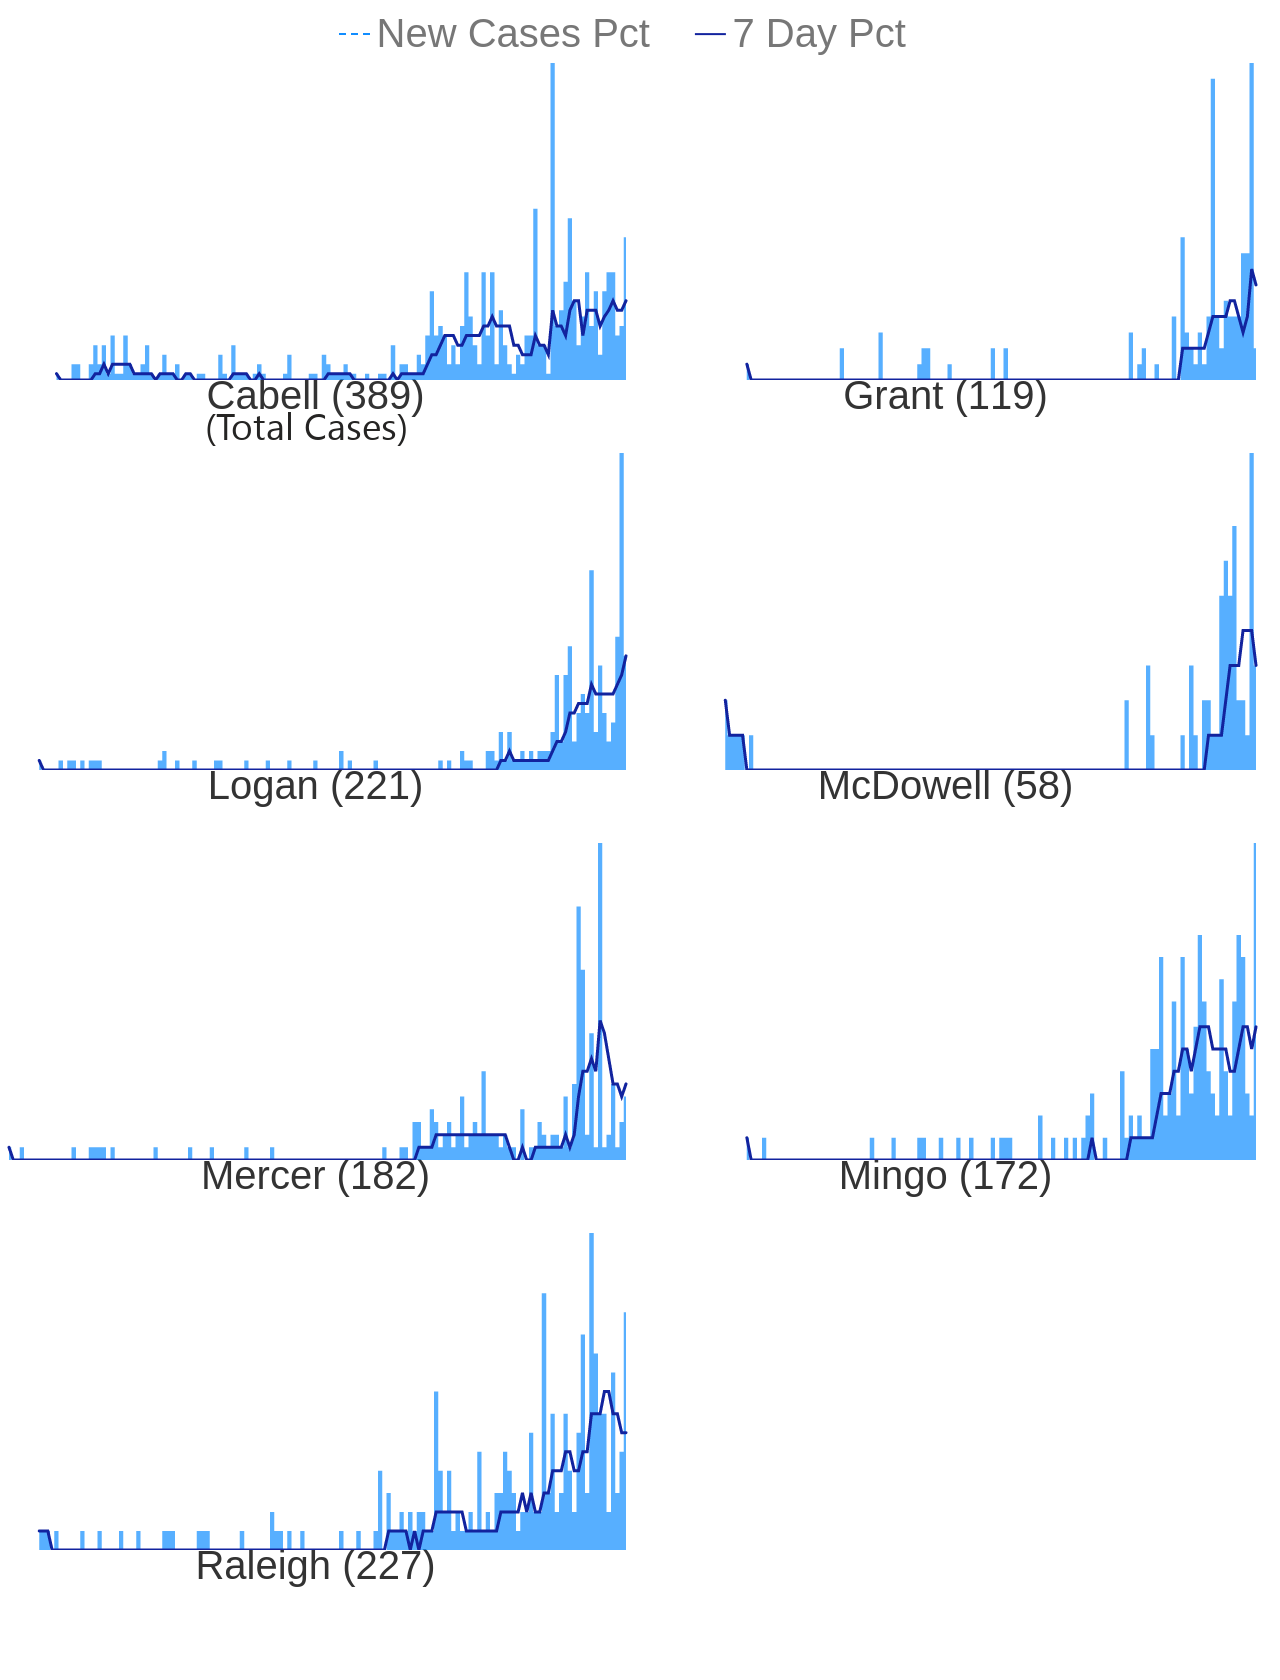 New Cases Pct 7 Day Pct
Cabell (389) Grant (119)
(Total Cases)
Logan (221) McDowell (58)
Mercer (182) Mingo (172)
Raleigh (227)